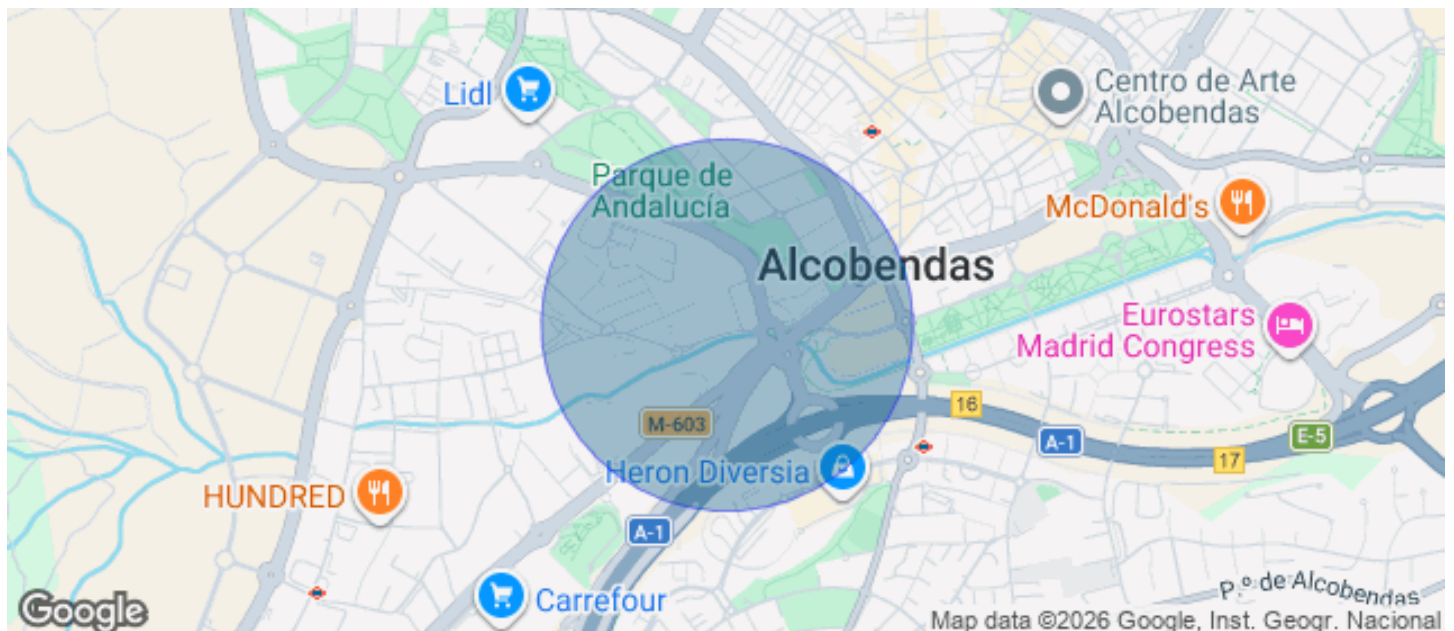 Lidl
Centro de Arte
Alcobendas
Parque de
Andalucía
McDonald's
Alcobendas
Eurostars
Madrid Congress
16
M-603
A-1
E-5
17
Heron Diversia
HUNDRED
A-1
Carrefour
P.º de Alcobendas
Google
Map data ©2026 Google, Inst. Geogr. Nacional